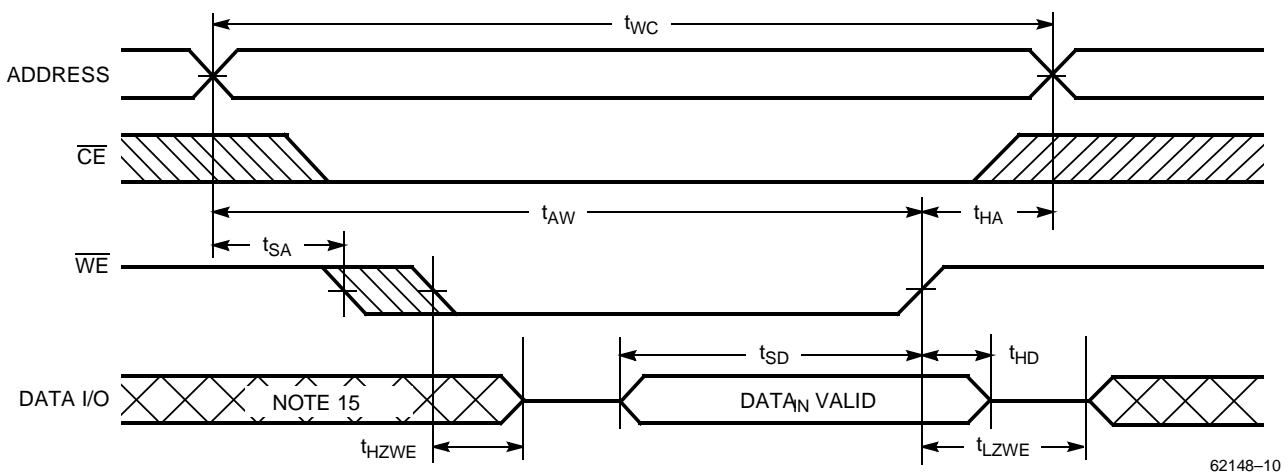 tWC
ADDRESS
CE
tAW
tHA
tSA
WE
tSD
tHD
DATA I/O
NOTE 15
DATAIN VALID
tHZWE
tLZWE
62148–10